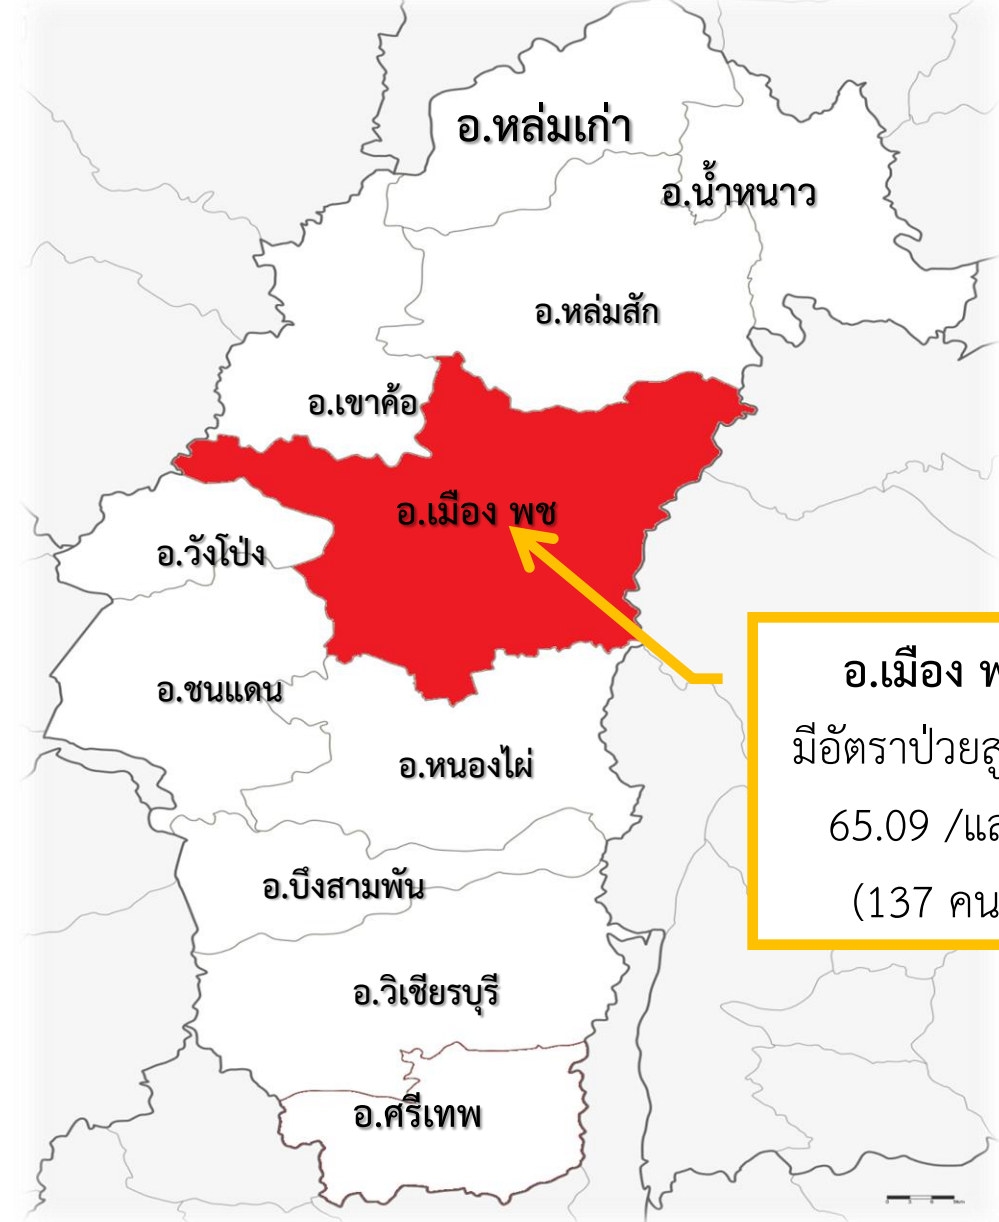 อ.หล่มเก่า
อ.น้ำหนาว
อ.หล่มสัก
อ.เขาค้อ
อ.เมือง พช
อ.วังโป่ง
อ.เมือง
มีอัตราป่วย
65.09
(137 คน
อ.ชนแดน
อ.หนองไผ่
อ.บึงสามพัน
อ.วิเชียรบุรี
อ.ศรีเทพ